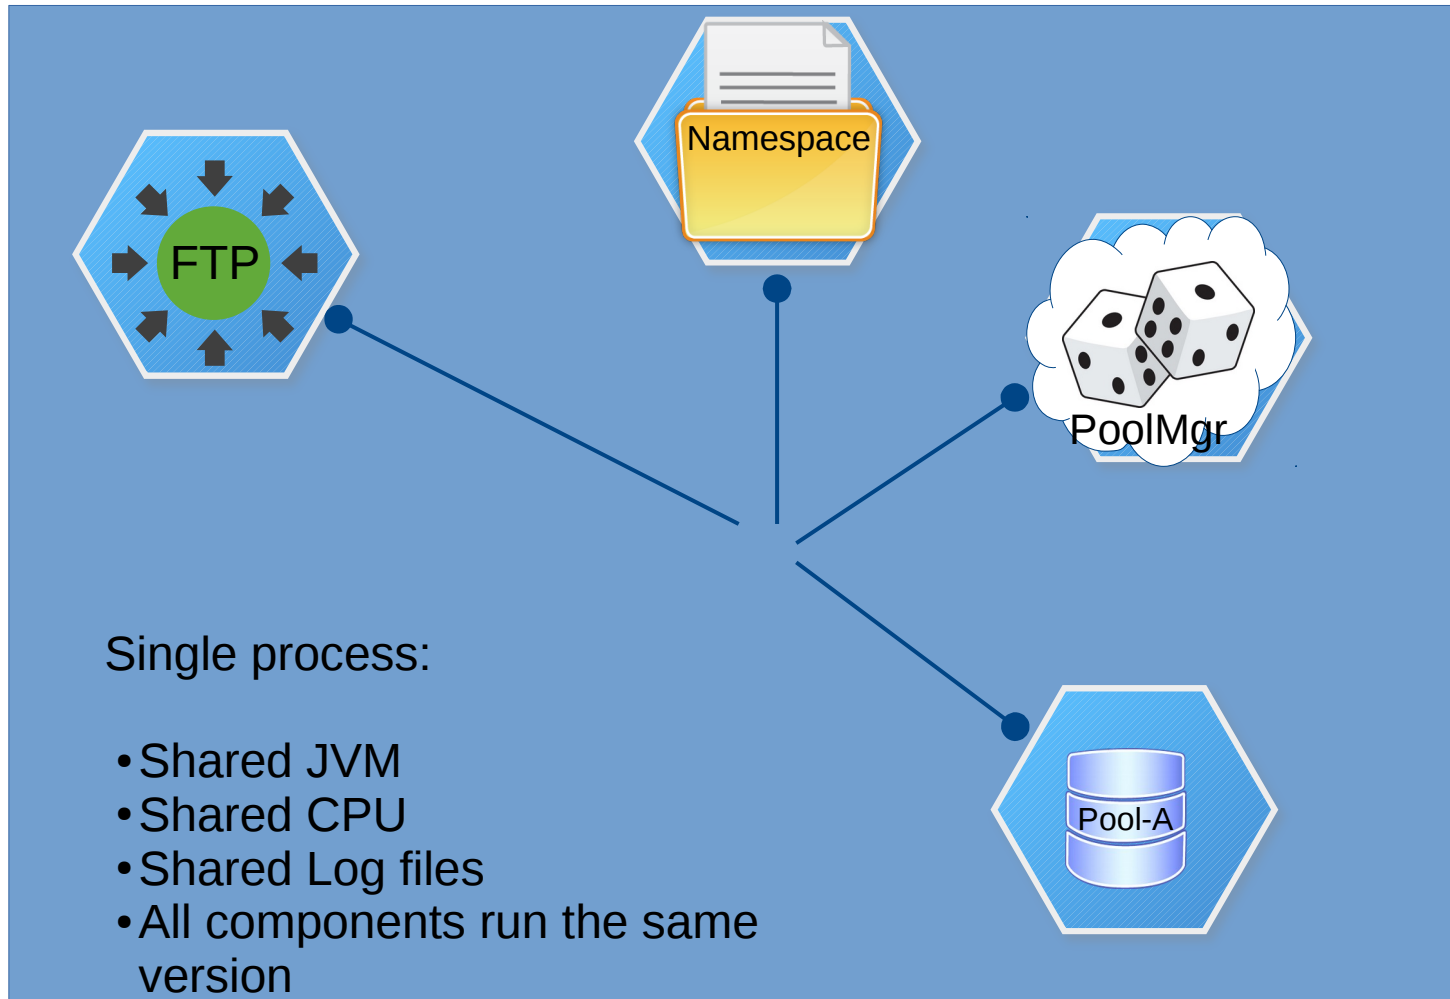 Namespace
FTP
PoolMgr
Single process:
•Shared JVM
•Shared CPU
•Shared Log files
•All components run the same
version
Pool-A